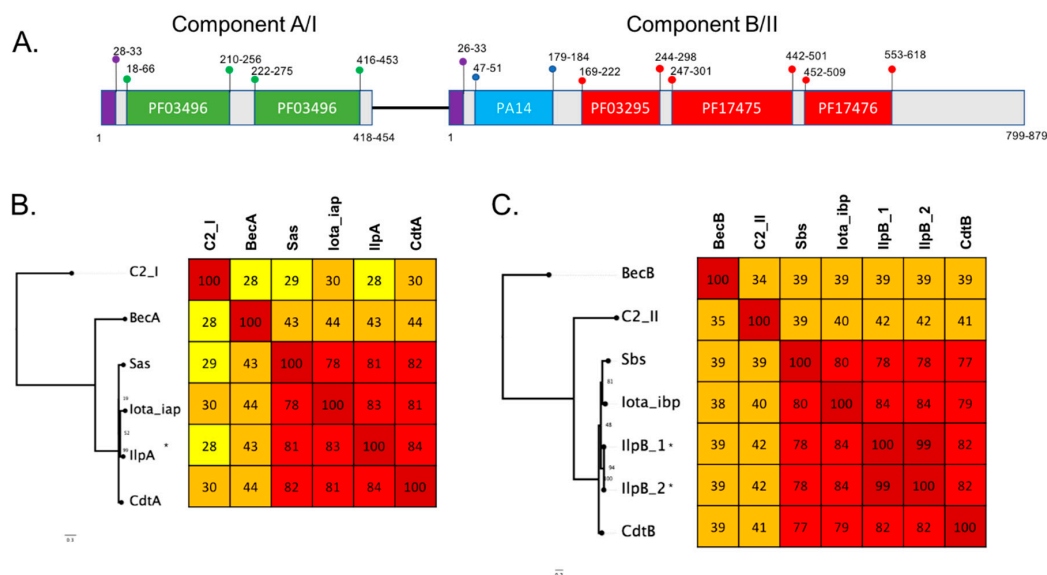 Component A/I
Component B/II
A.
28-33
18-66
210-256
222-275
416-453
26-33
47-51
179-184
169-222
244-298
247-301
442-501
452-509
553-618
PF03496
PF03496
PA14
PF03295
PF17475
PF17476
1
418-454
1
799-879
B.
C2_I
BecA
Sas
Iota_iap
IlpA
CdtA
C2_I
100 28 29 30 28 30
BecA
28 100 43 44 43 44
Sas
29 43 100 78 81 82
Iota_iap
30 44 78 100 83 81
IlpA *
28 43 81 83 100 84
CdtA
30 44 82 81 84 100
52
C.
BecB
C2_II
Sbs
Iota_ibp
IlpB_1
IlpB_2
CdtB
BecB
100 34 39 39 39 39 39
C2_II
35 100 39 40 42 42 41
Sbs
39 39 100 80 78 78 77
81
Iota_ibp
38 40 80 100 84 84 79
48
IlpB_1 *
39 42 78 84 100 99 82
94
100
IlpB_2 *
39 42 78 84 99 100 82
CdtB
39 41 77 79 82 82 100